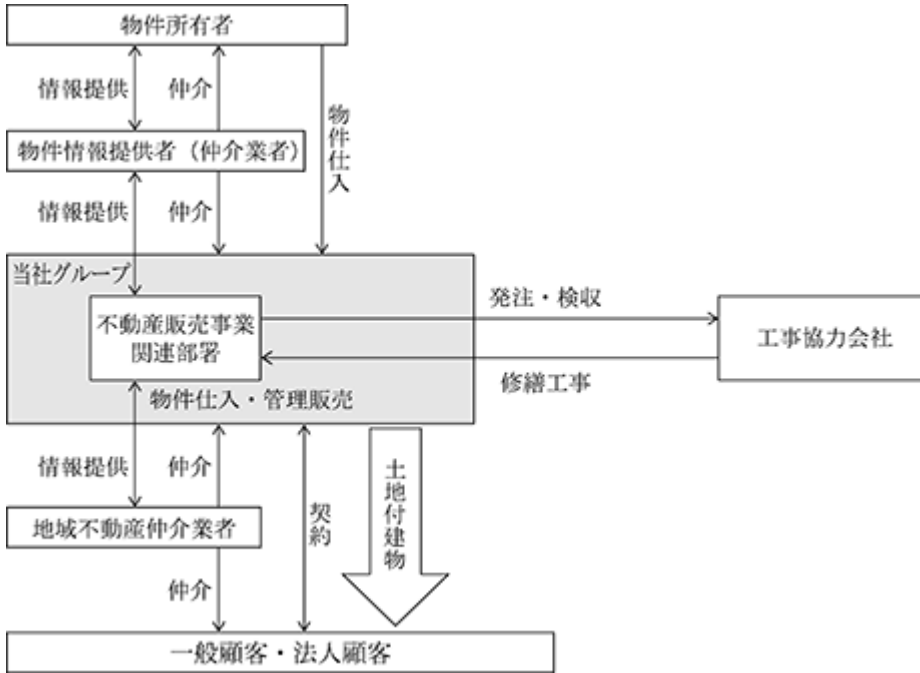 物件所有者
情報提供
仲介
物件仕入
物件情報提供者（仲介業者）
情報提供
仲介
当社グループ
不動産販売事業
関連部署
発注・検収
工事協力会社
修繕工事
物件仕入・管理販売
情報提供
仲介
契約
土地付建物
地域不動産仲介業者
仲介
一般顧客・法人顧客